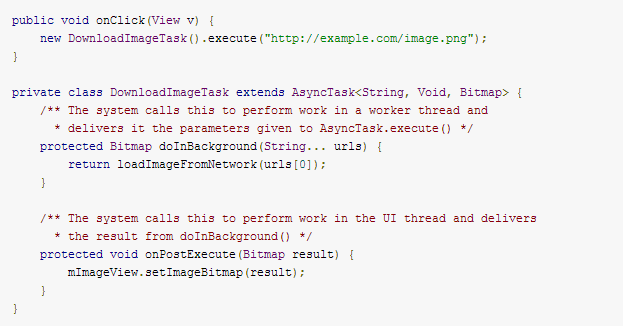 public void onClick(View v) {
    new DownloadImageTask().execute("http://example.com/image.png");
}

private class DownloadImageTask extends AsyncTask<String, Void, Bitmap> {
    /** The system calls this to perform work in a worker thread and
      * delivers it the parameters given to AsyncTask.execute() */
    protected Bitmap doInBackground(String... urls) {
        return loadImageFromNetwork(urls[0]);
    }

    /** The system calls this to perform work in the UI thread and delivers
      * the result from doInBackground() */
    protected void onPostExecute(Bitmap result) {
        mImageView.setImageBitmap(result);
    }
}